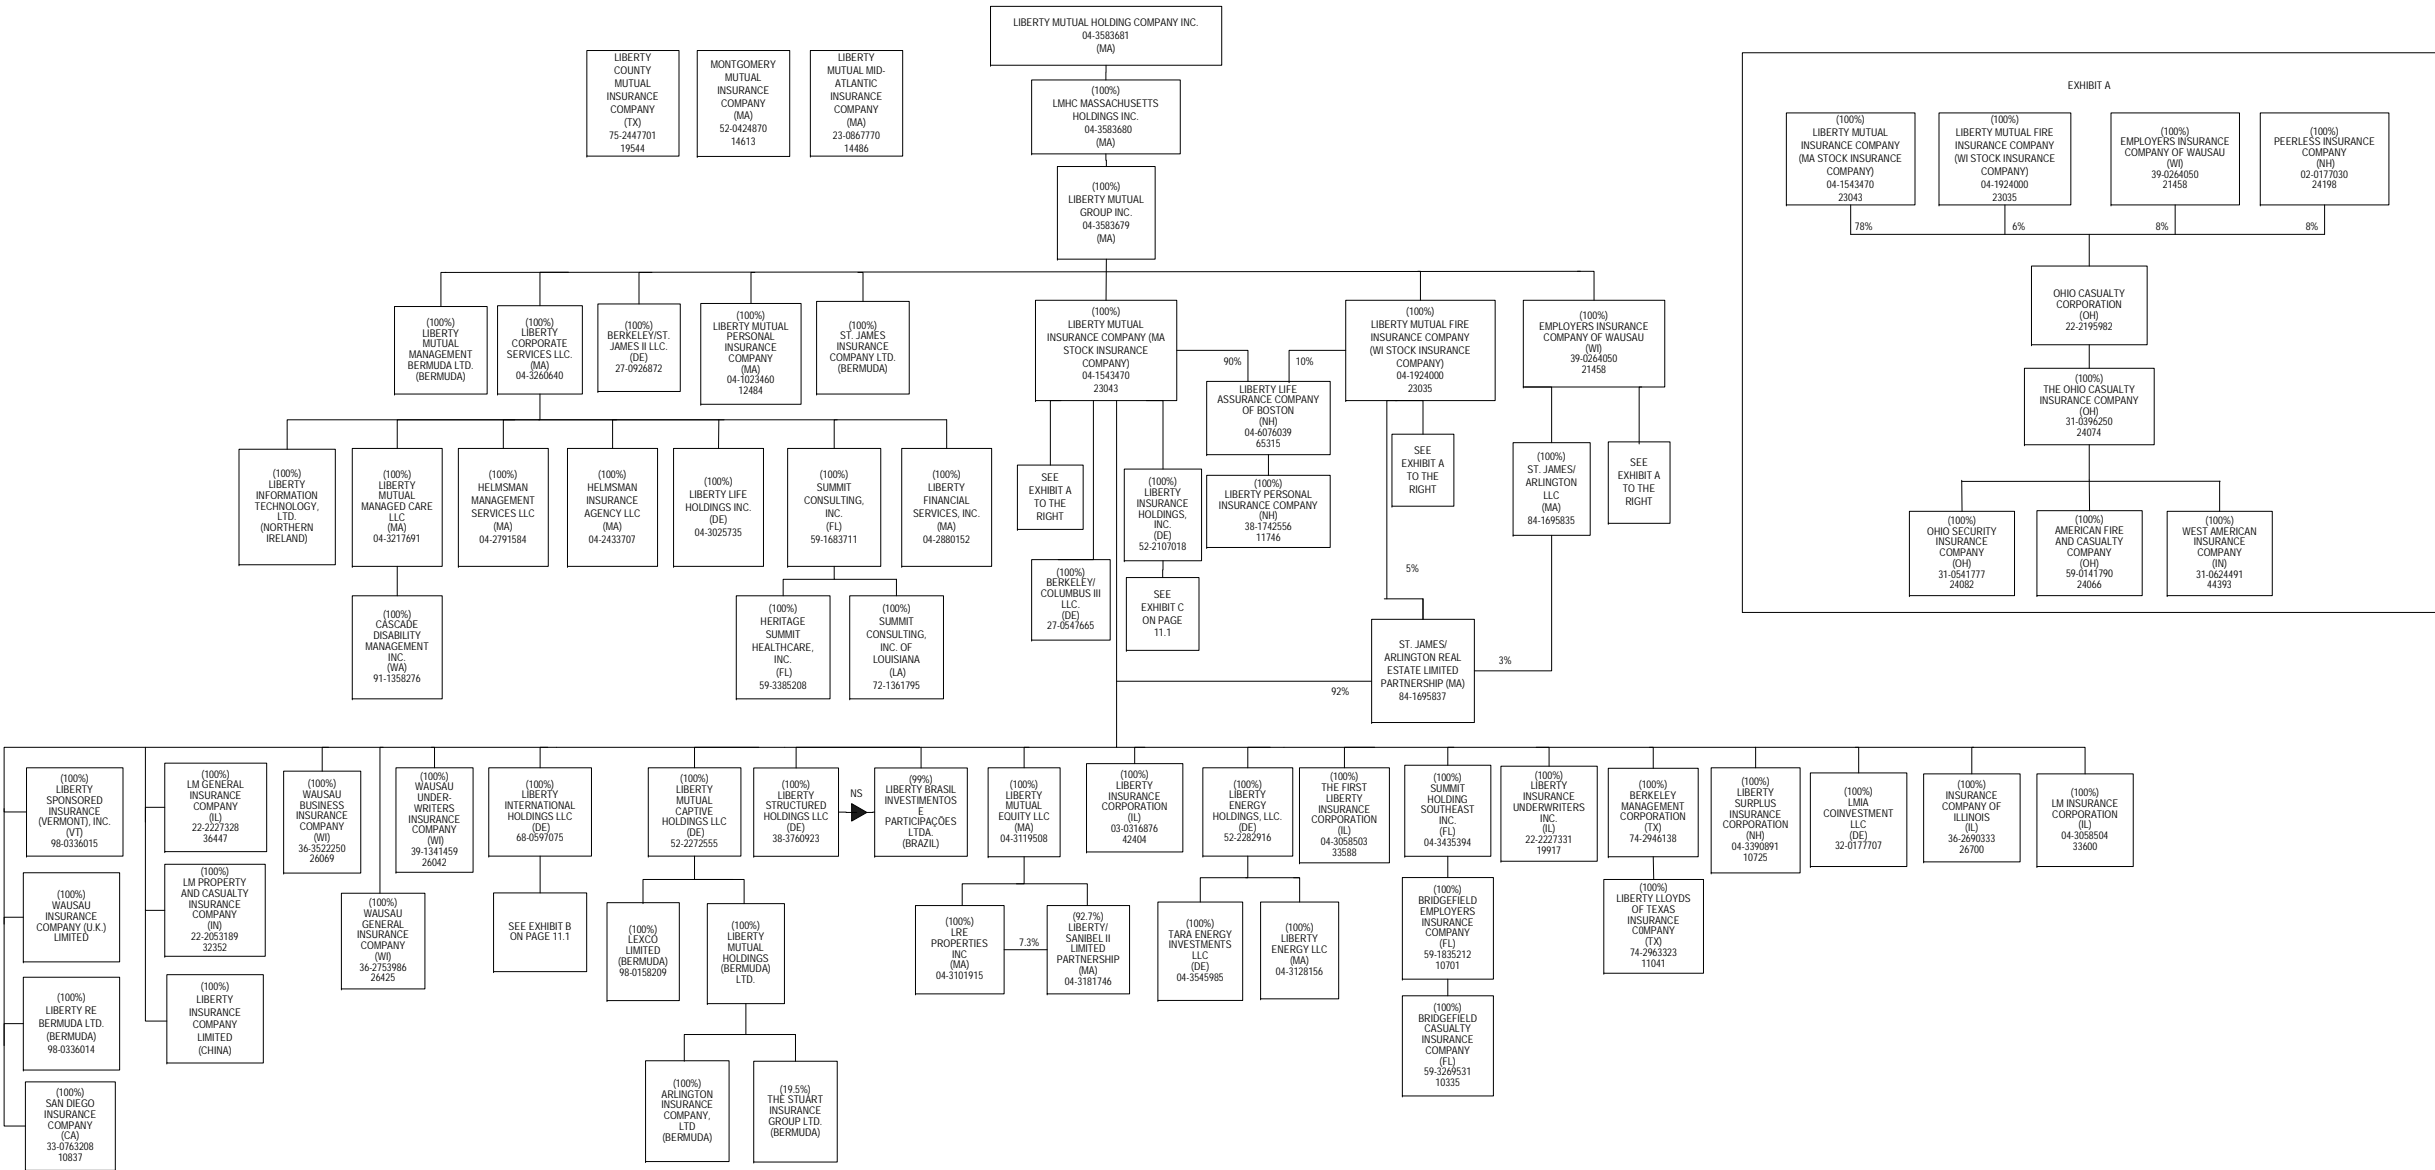 LIBERTY MUTUAL HOLDING COMPANY INC.
04-3583681
(MA)
LIBERTY
COUNTY
MUTUAL
INSURANCE
COMPANY
(TX)
75-2447701
19544
MONTGOMERY
MUTUAL
INSURANCE
COMPANY
(MA)
52-0424870
14613
LIBERTY
MUTUAL MID-
ATLANTIC
INSURANCE
COMPANY
(MA)
23-0867770
14486
(100%)
LMHC MASSACHUSETTS
HOLDINGS INC.
04-3583680
(MA)
(100%)
LIBERTY MUTUAL
GROUP INC.
04-3583679
(MA)
(100%)
LIBERTY
MUTUAL
MANAGEMENT
BERMUDA LTD.
(BERMUDA)
(100%)
LIBERTY
CORPORATE
SERVICES LLC.
(MA)
04-3260640
(100%)
BERKELEY/ST.
JAMES II LLC.
(DE)
27-0926872
(100%)
LIBERTY MUTUAL
PERSONAL
INSURANCE
COMPANY
(MA)
04-1023460
12484
(100%)
ST. JAMES
INSURANCE
COMPANY LTD.
(BERMUDA)
(100%)
LIBERTY MUTUAL
INSURANCE COMPANY (MA
STOCK INSURANCE
COMPANY)
04-1543470
23043
90%
10%
(100%)
LIBERTY MUTUAL FIRE
INSURANCE COMPANY
(WI STOCK INSURANCE
COMPANY)
04-1924000
23035
(100%)
EMPLOYERS INSURANCE
COMPANY OF WAUSAU
(WI)
39-0264050
21458
LIBERTY LIFE
ASSURANCE COMPANY
OF BOSTON
(NH)
04-6076039
65315
(100%)
LIBERTY
INFORMATION
TECHNOLOGY,
LTD.
(NORTHERN
IRELAND)
(100%)
LIBERTY
MUTUAL
MANAGED CARE
LLC
(MA)
04-3217691
(100%)
HELMSMAN
MANAGEMENT
SERVICES LLC
(MA)
04-2791584
(100%)
HELMSMAN
INSURANCE
AGENCY LLC
(MA)
04-2433707
(100%)
LIBERTY LIFE
HOLDINGS INC.
(DE)
04-3025735
(100%)
SUMMIT
CONSULTING,
INC.
(FL)
59-1683711
(100%)
LIBERTY
FINANCIAL
SERVICES, INC.
(MA)
04-2880152
SEE
EXHIBIT A
TO THE
RIGHT
(100%)
LIBERTY
INSURANCE
HOLDINGS,
INC.
(DE)
52-2107018
(100%)
LIBERTY PERSONAL
INSURANCE COMPANY
(NH)
38-1742556
11746
SEE
EXHIBIT A
TO THE
RIGHT
(100%)
ST. JAMES/
ARLINGTON
LLC
(MA)
84-1695835
SEE
EXHIBIT A
TO THE
RIGHT
(100%)
CASCADE
DISABILITY
MANAGEMENT
INC.
(WA)
91-1358276
(100%)
HERITAGE
SUMMIT
HEALTHCARE,
INC.
(FL)
59-3385208
(100%)
SUMMIT
CONSULTING,
INC. OF
LOUISIANA
(LA)
72-1361795
(100%)
BERKELEY/
COLUMBUS III
LLC.
(DE)
27-0547665
SEE
EXHIBIT C
ON PAGE
11.1
5%
ST. JAMES/
ARLINGTON REAL
ESTATE LIMITED
PARTNERSHIP (MA)
84-1695837
3%
92%
EXHIBIT A
(100%)
LIBERTY MUTUAL
INSURANCE COMPANY
(MA STOCK INSURANCE
COMPANY)
04-1543470
23043
(100%)
LIBERTY MUTUAL FIRE
INSURANCE COMPANY
(WI STOCK INSURANCE
COMPANY)
04-1924000
23035
(100%)
EMPLOYERS INSURANCE
COMPANY OF WAUSAU
(WI)
39-0264050
21458
(100%)
PEERLESS INSURANCE
COMPANY
(NH)
02-0177030
24198
78%
6%
8%
8%
OHIO CASUALTY
CORPORATION
(OH)
22-2195982
(100%)
THE OHIO CASUALTY
INSURANCE COMPANY
(OH)
31-0396250
24074
(100%)
OHIO SECURITY
INSURANCE
COMPANY
(OH)
31-0541777
24082
(100%)
AMERICAN FIRE
AND CASUALTY
COMPANY
(OH)
59-0141790
24066
(100%)
WEST AMERICAN
INSURANCE
COMPANY
(IN)
31-0624491
44393
(100%)
LIBERTY
SPONSORED
INSURANCE
(VERMONT), INC.
(VT)
98-0336015
(100%)
LM GENERAL
INSURANCE
COMPANY
(IL)
22-2227328
36447
(100%)
WAUSAU
BUSINESS
INSURANCE
COMPANY
(WI)
36-3522250
26069
(100%)
WAUSAU
UNDER-
WRITERS
INSURANCE
COMPANY
(WI)
39-1341459
26042
(100%)
LIBERTY
INTERNATIONAL
HOLDINGS LLC
(DE)
68-0597075
(100%)
LIBERTY
MUTUAL
CAPTIVE
HOLDINGS LLC
(DE)
52-2272555
(100%)
LIBERTY
STRUCTURED
HOLDINGS LLC
(DE)
38-3760923
NS
(99%)
LIBERTY BRASIL
INVESTIMENTOS
E
PARTICIPAÇÕES
LTDA.
(BRAZIL)
(100%)
LIBERTY
MUTUAL
EQUITY LLC
(MA)
04-3119508
(100%)
LIBERTY
INSURANCE
CORPORATION
(IL)
03-0316876
42404
(100%)
LIBERTY
ENERGY
HOLDINGS, LLC.
(DE)
52-2282916
(100%)
THE FIRST
LIBERTY
INSURANCE
CORPORATION
(IL)
04-3058503
33588
(100%)
SUMMIT
HOLDING
SOUTHEAST
INC.
(FL)
04-3435394
(100%)
LIBERTY
INSURANCE
UNDERWRITERS
INC.
(IL)
22-2227331
19917
(100%)
BERKELEY
MANAGEMENT
CORPORATION
(TX)
74-2946138
(100%)
LIBERTY
SURPLUS
INSURANCE
CORPORATION
(NH)
04-3390891
10725
(100%)
LMIA
COINVESTMENT
LLC
(DE)
32-0177707
(100%)
INSURANCE
COMPANY OF
ILLINOIS
(IL)
36-2690333
26700
(100%)
LM INSURANCE
CORPORATION
(IL)
04-3058504
33600
(100%)
WAUSAU
INSURANCE
COMPANY (U.K.)
LIMITED
(100%)
LM PROPERTY
AND CASUALTY
INSURANCE
COMPANY
(IN)
22-2053189
32352
(100%)
WAUSAU
GENERAL
INSURANCE
COMPANY
(WI)
36-2753986
26425
SEE EXHIBIT B
ON PAGE 11.1
(100%)
LEXCO
LIMITED
(BERMUDA)
98-0158209
(100%)
LIBERTY
MUTUAL
HOLDINGS
(BERMUDA)
LTD.
(100%)
LRE
PROPERTIES
INC
(MA)
04-3101915
7.3%
(92.7%)
LIBERTY/
SANIBEL II
LIMITED
PARTNERSHIP
(MA)
04-3181746
(100%)
TARA ENERGY
INVESTMENTS
LLC
(DE)
04-3545985
(100%)
LIBERTY
ENERGY LLC
(MA)
04-3128156
(100%)
BRIDGEFIELD
EMPLOYERS
INSURANCE
COMPANY
(FL)
59-1835212
10701
(100%)
LIBERTY LLOYDS
OF TEXAS
INSURANCE
COMPANY
(TX)
74-2963323
11041
(100%)
LIBERTY RE
BERMUDA LTD.
(BERMUDA)
98-0336014
(100%)
LIBERTY
INSURANCE
COMPANY
LIMITED
(CHINA)
(100%)
BRIDGEFIELD
CASUALTY
INSURANCE
COMPANY
(FL)
59-3269531
10335
(100%)
SAN DIEGO
INSURANCE
COMPANY
(CA)
33-0763208
10837
(100%)
ARLINGTON
INSURANCE
COMPANY,
LTD
(BERMUDA)
(19.5%)
THE STUART
INSURANCE
GROUP LTD.
(BERMUDA)